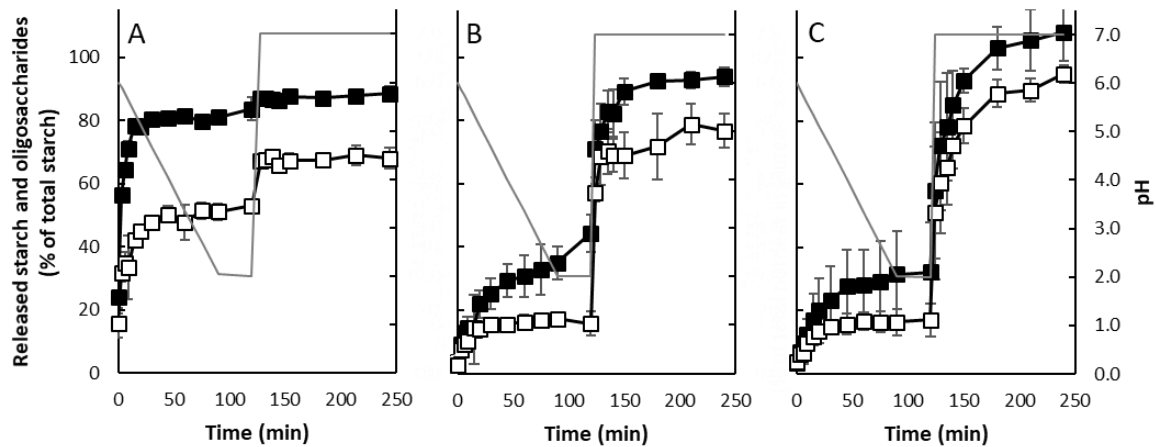 A
B
C
Released starch and oligosaccharides
(% of total starch)
100
80
60
40
20
0
7.0
6.0
5.0
4.0
3.0
2.0
1.0
0.0
pH
0 50 100 150 200 250
0 50 100 150 200 250
0 50 100 150 200 250
Time (min)
Time (min)
Time (min)